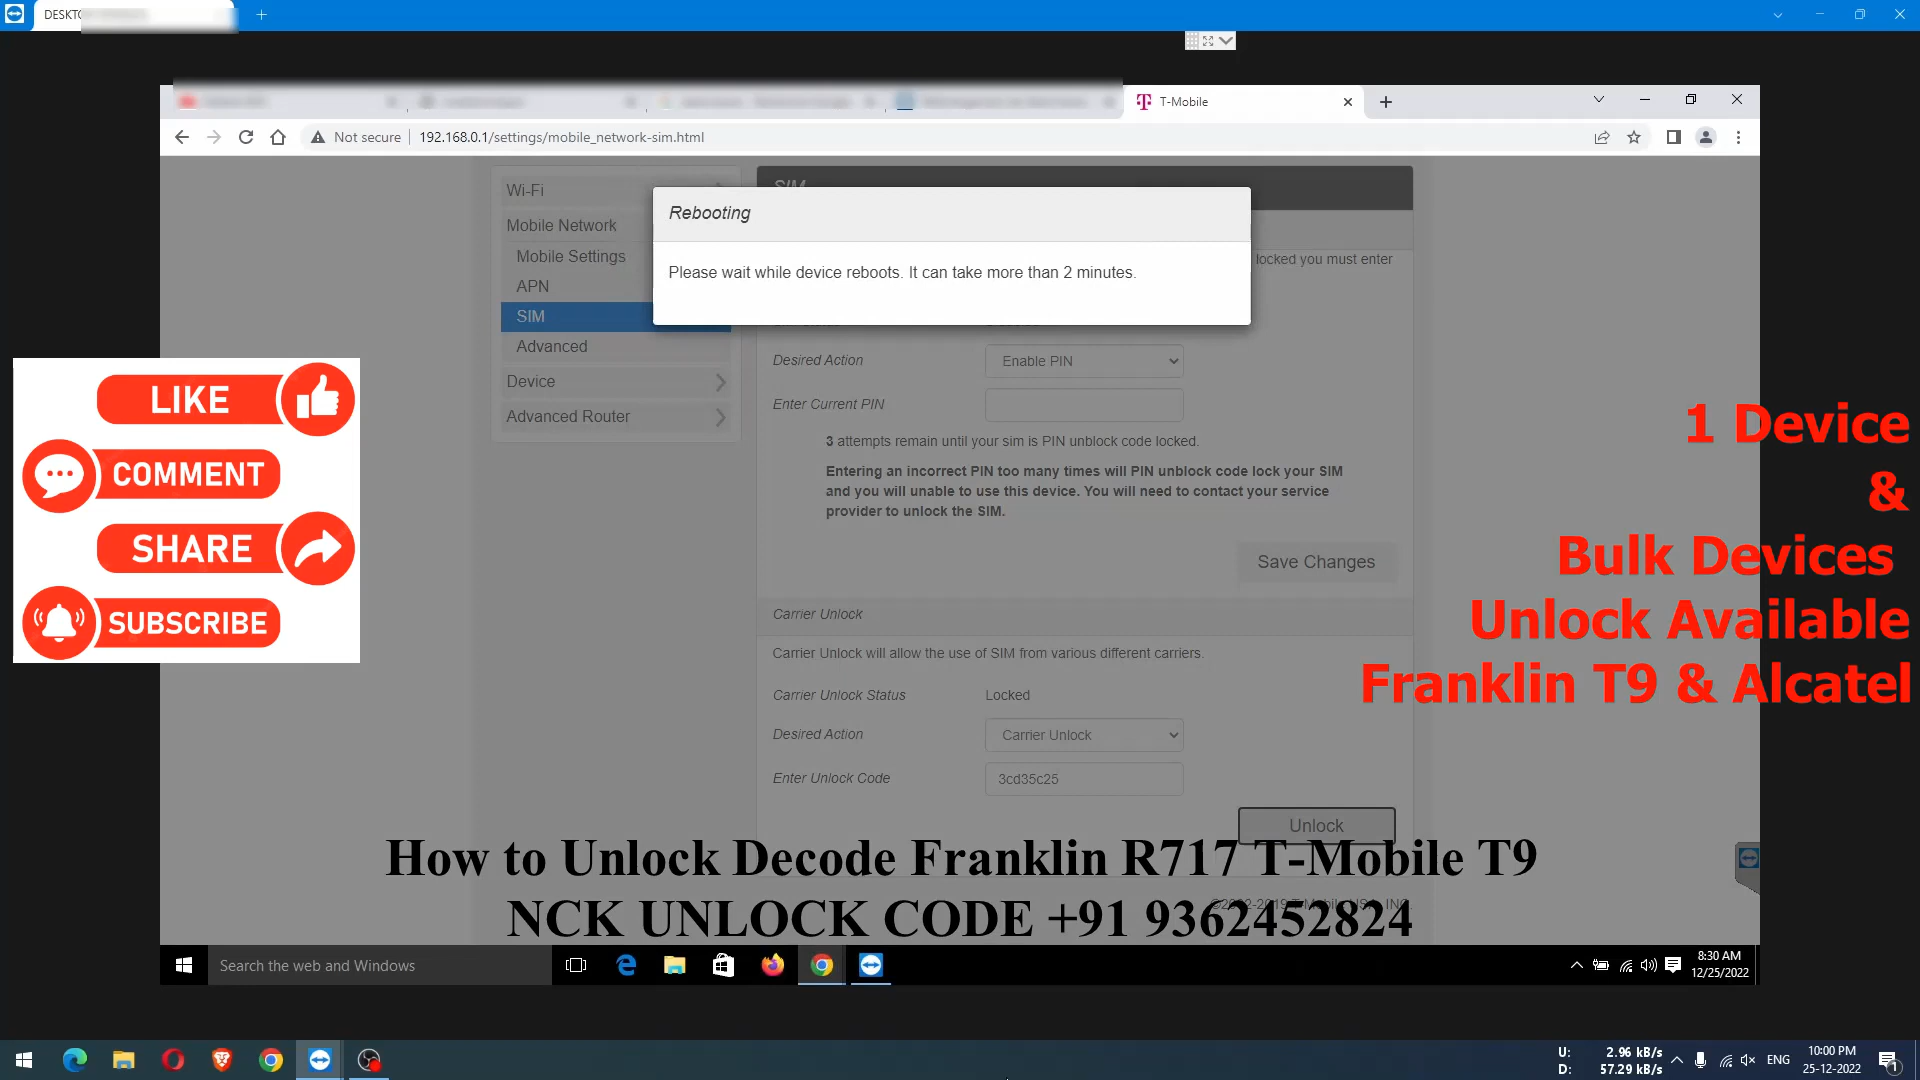 DESKTO
T-Mobile
Not secure
192.168.0.1/settings/mobile_network-sim.html
Wi-Fi
Mobile Network
Mobile Settings
APN
SIM
Advanced
Device
Advanced Router
SIM
Rebooting
Please wait while device reboots. It can take more than 2 minutes.
locked you must enter
Desired Action
Enable PIN
Enter Current PIN
3 attempts remain until your sim is PIN unblock code locked.
Entering an incorrect PIN too many times will PIN unblock code lock your SIM
and you will unable to use this device. You will need to contact your service
provider to unlock the SIM.
Save Changes
Carrier Unlock
Carrier Unlock will allow the use of SIM from various different carriers.
Carrier Unlock Status
Locked
Desired Action
Carrier Unlock
Enter Unlock Code
3cd35c25
Unlock
©2002-2019 T-Mobile USA, INC.
LIKE
COMMENT
SHARE
SUBSCRIBE
1 Device
&
Bulk Devices
Unlock Available
Franklin T9 & Alcatel
How to Unlock Decode Franklin R717 T-Mobile T9
NCK UNLOCK CODE +91 9362452824
Search the web and Windows
8:30 AM
12/25/2022
U: 2.96 kB/s
D: 57.29 kB/s
ENG
10:00 PM
25-12-2022
1